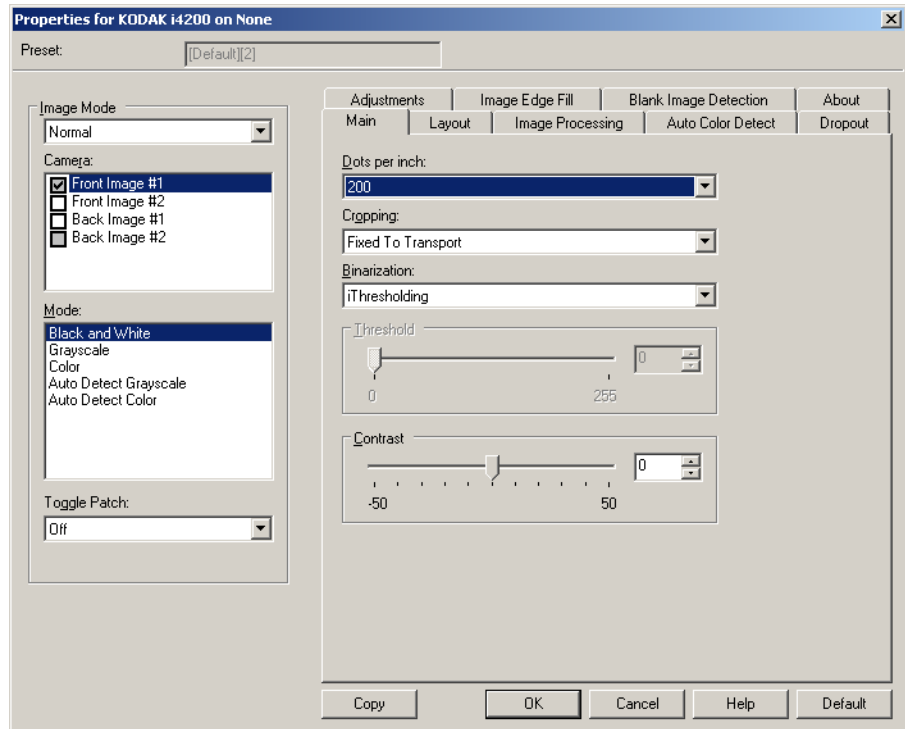 Properties for KODAK i4200 on None
Preset:
[Default][2]
Image Mode
Normal
Camera:
Front Image #1
Front Image #2
Back Image #1
Back Image #2
Mode:
Black and White
Grayscale
Color
Auto Detect Grayscale
Auto Detect Color
Toggle Patch:
Off
Adjustments Image Edge Fill Blank Image Detection About
Main Layout Image Processing Auto Color Detect Dropout
Dots per inch:
200
Cropping:
Fixed To Transport
Binarization:
iThresholding
Threshold
0
0 255
Contrast
0
-50 50
Copy OK Cancel Help Default